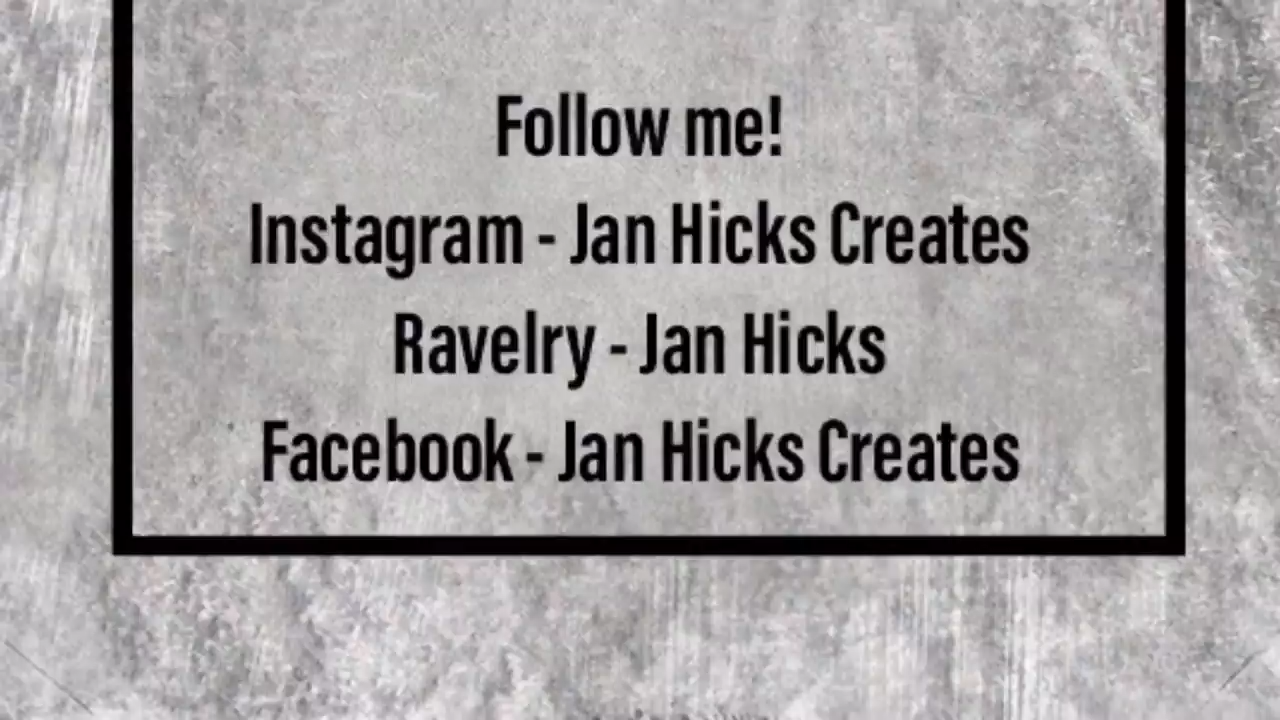 Follow me!
Instagram - Jan Hicks Creates
Ravelry - Jan Hicks
Facebook - Jan Hicks Creates